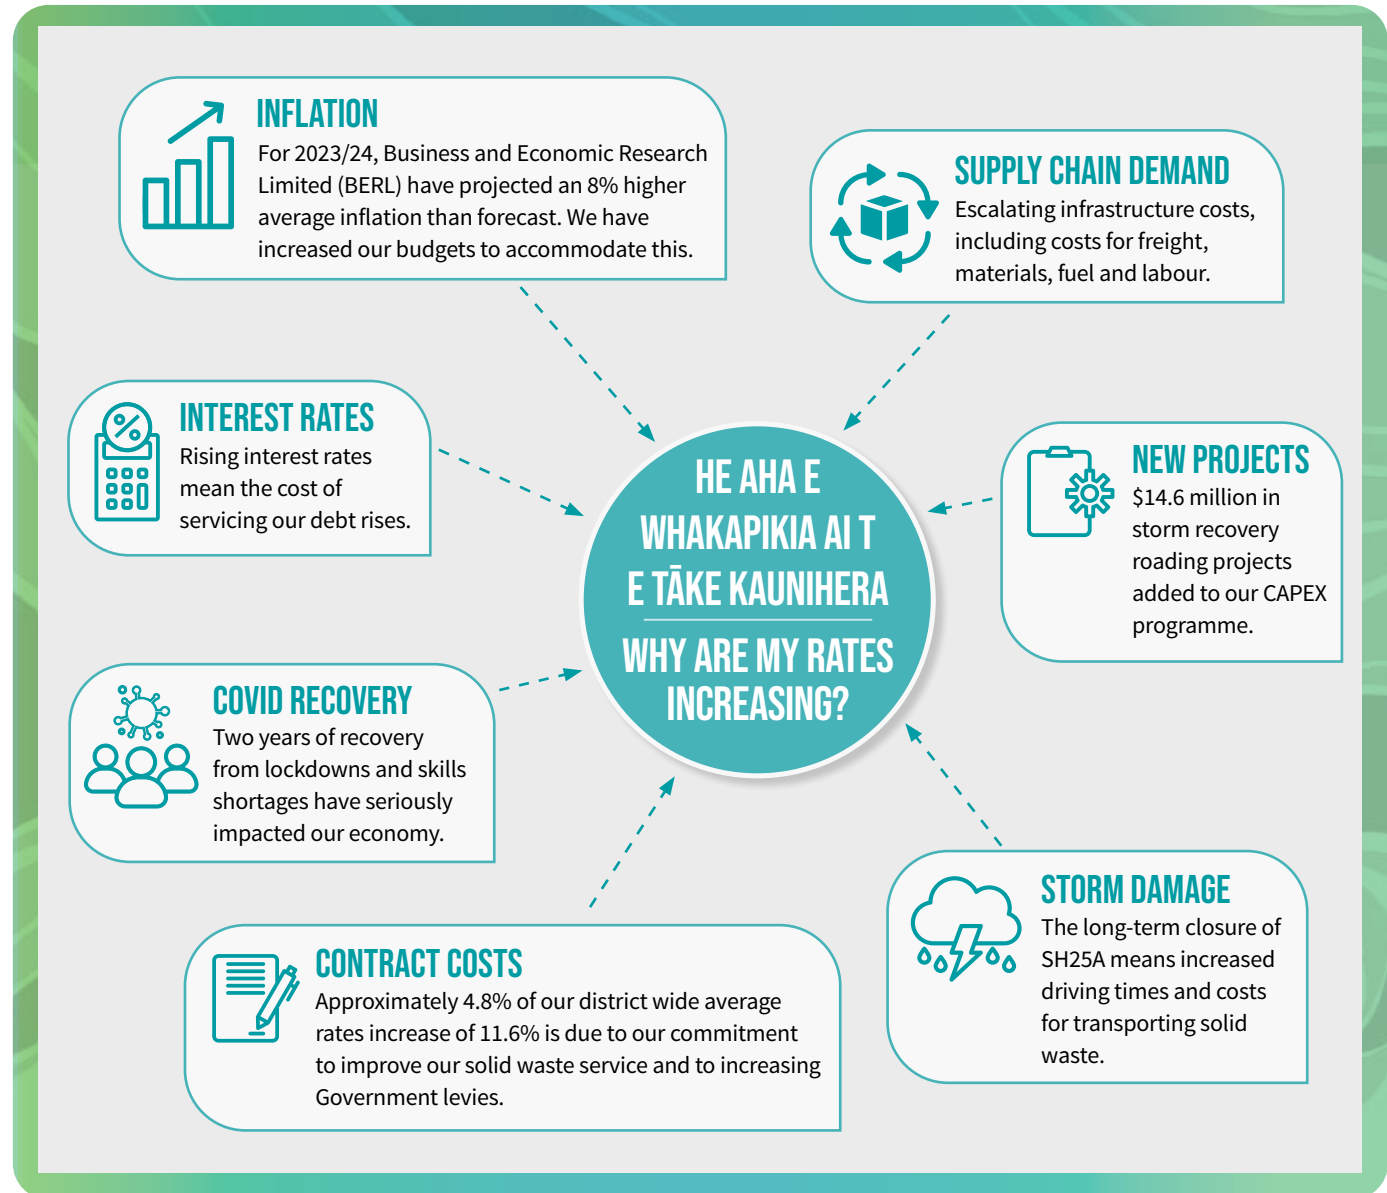 INFLATION
For 2023/24, Business and Economic Research
Limited (BERL) have projected an 8% higher
average inflation than forecast. We have
increased our budgets to accommodate this.
SUPPLY CHAIN DEMAND
Escalating infrastructure costs,
including costs for freight,
materials, fuel and labour.
INTEREST RATES
Rising interest rates
mean the cost of
servicing our debt rises.
HE AHA E
WHAKAPIKIA AI T
E TĀKE KAUNIHERA
WHY ARE MY RATES
INCREASING?
NEW PROJECTS
$14.6 million in
storm recovery
roading projects
added to our CAPEX
programme.
COVID RECOVERY
Two years of recovery
from lockdowns and skills
shortages have seriously
impacted our economy.
STORM DAMAGE
The long-term closure of
SH25A means increased
driving times and costs
for transporting solid
waste.
CONTRACT COSTS
Approximately 4.8% of our district wide average
rates increase of 11.6% is due to our commitment
to improve our solid waste service and to increasing
Government levies.